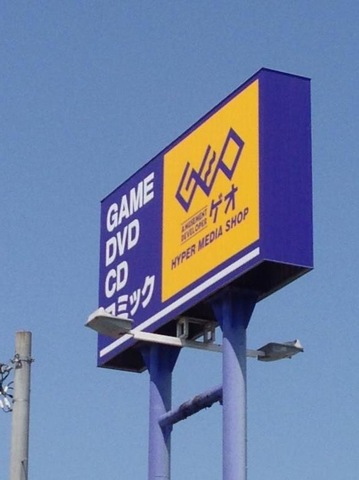 GAME
DVD
CD
コミック
GEO
AMUSEMENT
DEVELOPER
ゲオ
HYPER MEDIA SHOP